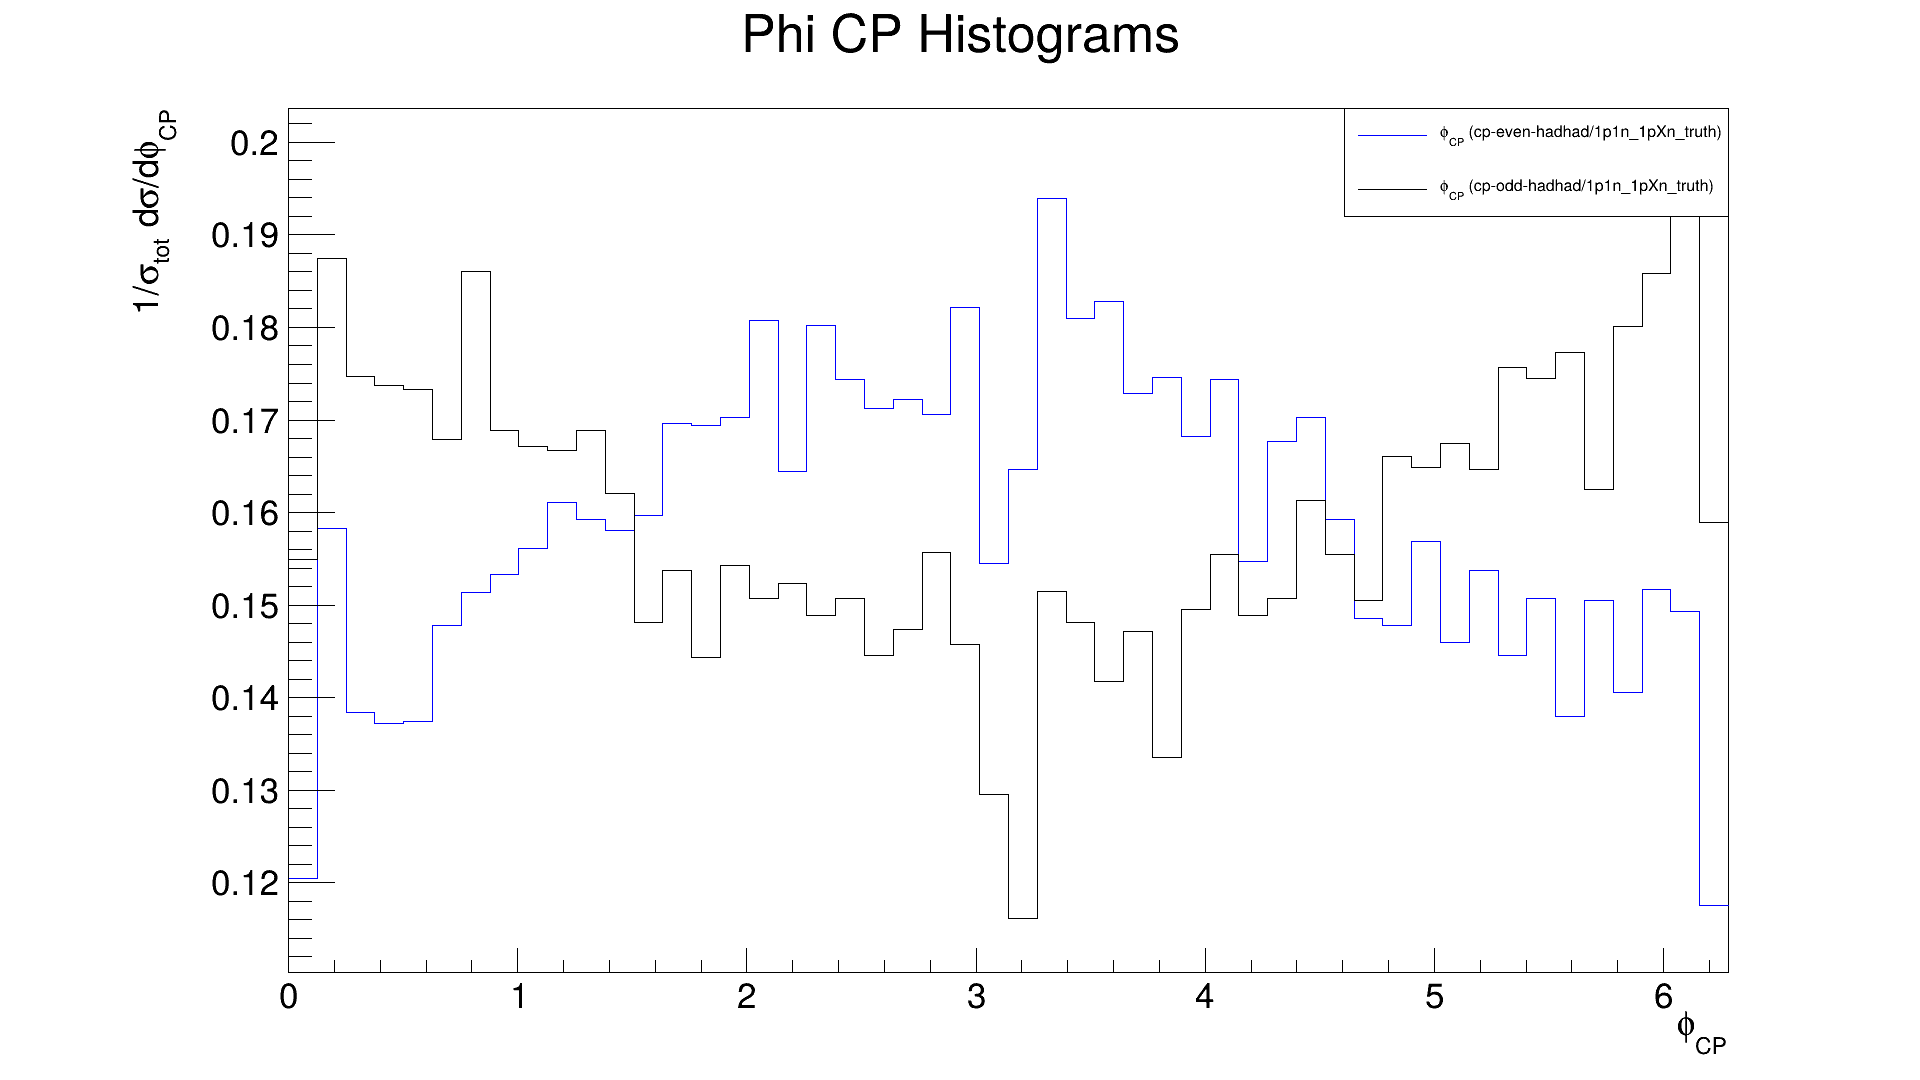 Phi CP Histograms
1/σ_tot dσ/dϕ_CP
0.2
0.19
0.18
0.17
0.16
0.15
0.14
0.13
0.12
ϕ_CP (cp-even-hadhad/1p1n_1pXn_truth)
ϕ_CP (cp-odd-hadhad/1p1n_1pXn_truth)
0 1 2 3 4 5 6
ϕ_CP